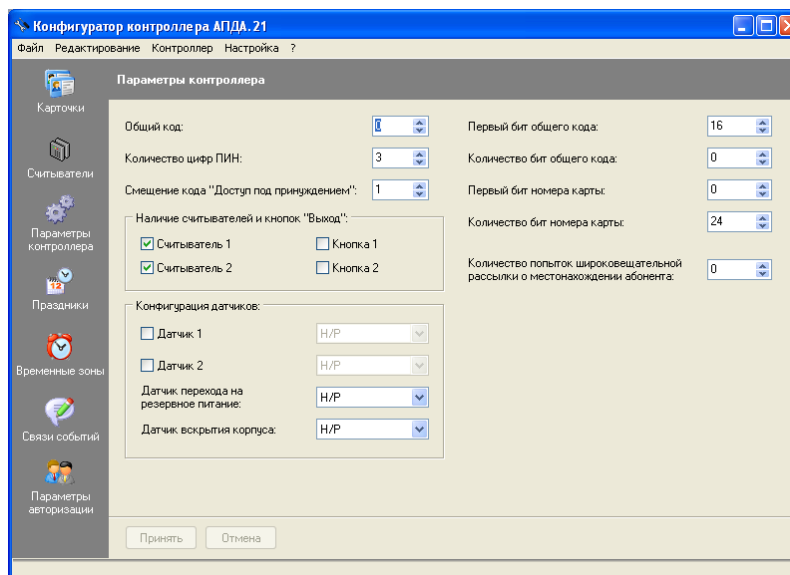 Конфигуратор контроллера АПДА.21
Файл Редактирование Контроллер Настройка ?
Карточки
Считыватели
Параметры
контроллера
12
Праздники
Временные зоны
Связи событий
Параметры
авторизации
Параметры контроллера
Общий код: 0
Количество цифр ПИН: 3
Смещение кода "Доступ под принуждением": 1
Наличие считывателей и кнопок "Выход":
Считыватель 1 Кнопка 1
Считыватель 2 Кнопка 2
Конфигурация датчиков:
Датчик 1 Н/Р
Датчик 2 Н/Р
Датчик перехода на
резервное питание: Н/Р
Датчик вскрытия корпуса: Н/Р
Первый бит общего кода: 16
Количество бит общего кода: 0
Первый бит номера карты: 0
Количество бит номера карты: 24
Количество попыток широковещательной
рассылки о местонахождении абонента: 0
Принять Отмена